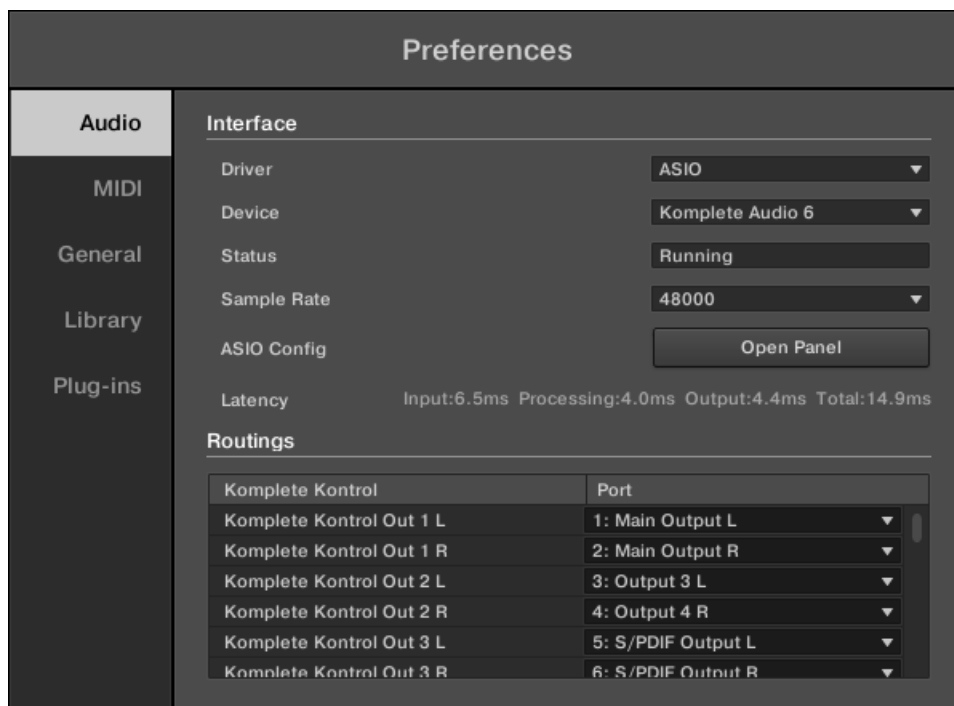 Preferences
Audio
MIDI
General
Library
Plug-ins
Interface
Driver ASIO
Device Komplete Audio 6
Status Running
Sample Rate 48000
ASIO Config Open Panel
Latency Input:6.5ms Processing:4.0ms Output:4.4ms Total:14.9ms
Routings
Komplete Kontrol Port
Komplete Kontrol Out 1 L 1: Main Output L
Komplete Kontrol Out 1 R 2: Main Output R
Komplete Kontrol Out 2 L 3: Output 3 L
Komplete Kontrol Out 2 R 4: Output 4 R
Komplete Kontrol Out 3 L 5: S/PDIF Output L
Komplete Kontrol Out 3 R 6: S/PDIF Output R